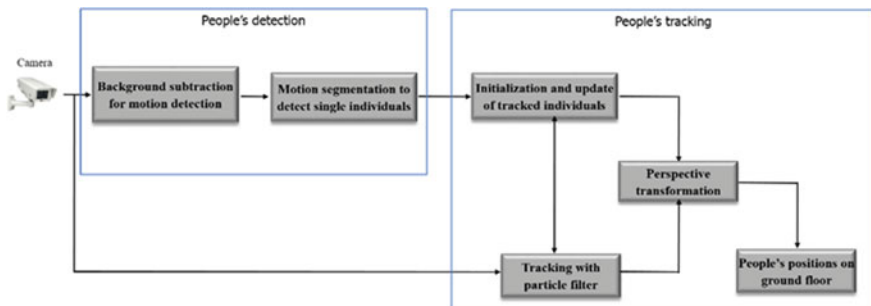 People's detection
People's tracking
Camera
Background subtraction
for motion detection
Motion segmentation to
detect single individuals
Initialization and update
of tracked individuals
Perspective
transformation
Tracking with
particle filter
People's positions on
ground floor